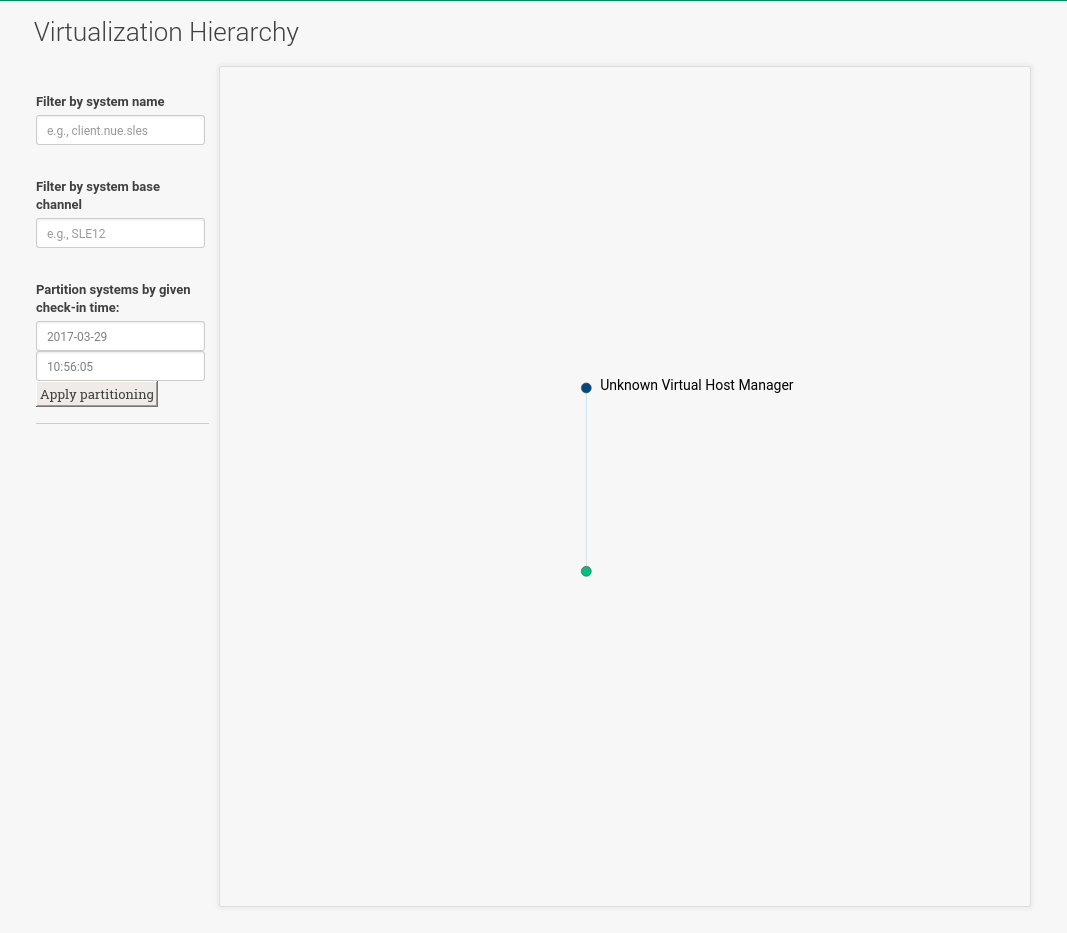 Virtualization Hierarchy
Filter by system name
e.g., client.nue.sles
Filter by system base
channel
e.g., SLE12
Partition systems by given
check-in time:
2017-03-29
10:56:05
Apply partitioning
Unknown Virtual Host Manager